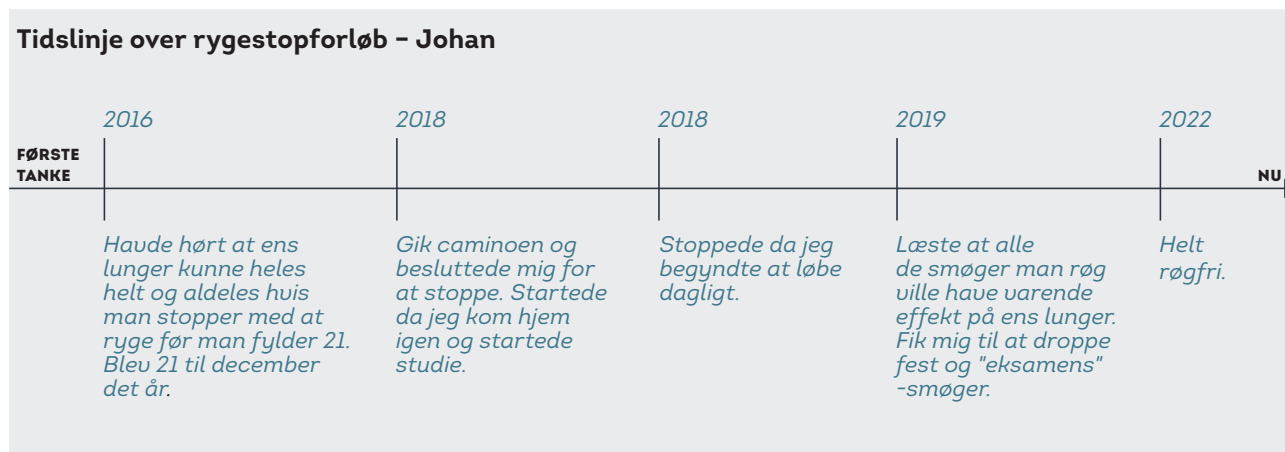 Tidslinje over rygestopforløb – Johan
2016
2018
2018
2019
2022
FØRSTE
TANKE
NU
Havde hørt at ens
lunger kunne heles
helt og aldeles hvis
man stopper med at
ryge før man fylder 21.
Blev 21 til december
det år.
Gik caminoen og
besluttede mig for
at stoppe. Startede
da jeg kom hjem
igen og startede
studie.
Stoppede da jeg
begyndte at løbe
dagligt.
Læste at alle
de smøger man røg
ville have varende
effekt på ens lunger.
Fik mig til at droppe
fest og "eksamens"
-smøger.
Helt
røgfri.